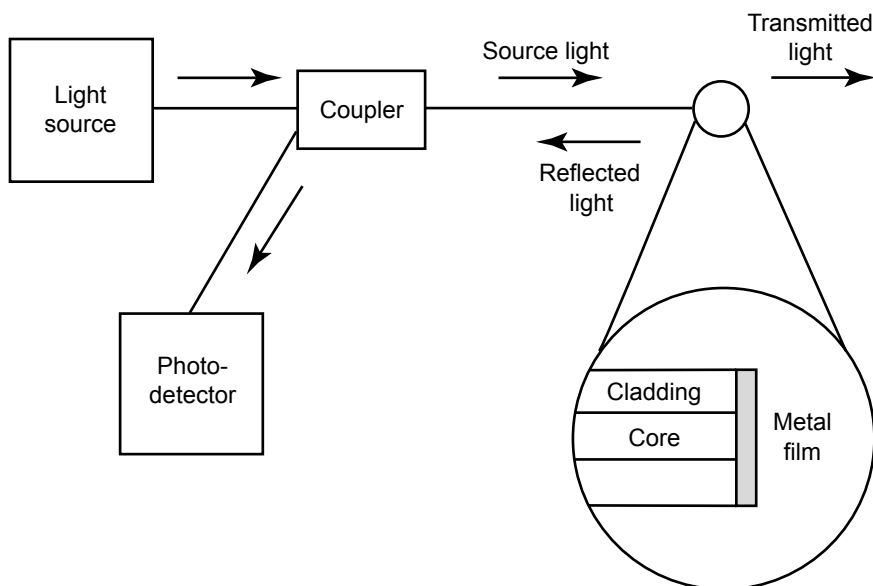 Light
source
Coupler
Source light
Transmitted
light
Reflected
light
Photo-
detector
Cladding
Core
Metal
film